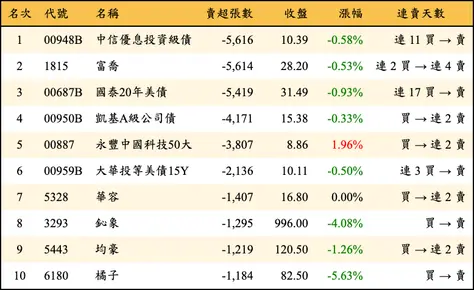 名次 代號 名稱 賣超張數 收盤 漲幅 連賣天數
1 00948B 中信優息投資級債 -5,616 10.39 -0.58% 連 11 買 → 賣
2 1815 富喬 -5,614 28.20 -0.53% 連 2 買 → 連 4 賣
3 00687B 國泰20年美債 -5,419 31.49 -0.93% 連 17 買 → 賣
4 00950B 凱基A級公司債 -4,171 15.38 -0.33% 買 → 連 2 賣
5 00887 永豐中國科技50大 -3,807 8.86 1.96% 買 → 連 2 賣
6 00959B 大華投等美債15Y -2,136 10.11 -0.50% 連 3 買 → 賣
7 5328 華容 -1,407 16.80 0.00% 買 → 連 2 賣
8 3293 鈊象 -1,295 996.00 -4.08% 買 → 賣
9 5443 均豪 -1,219 120.50 -1.26% 買 → 連 2 賣
10 6180 橘子 -1,184 82.50 -5.63% 買 → 賣